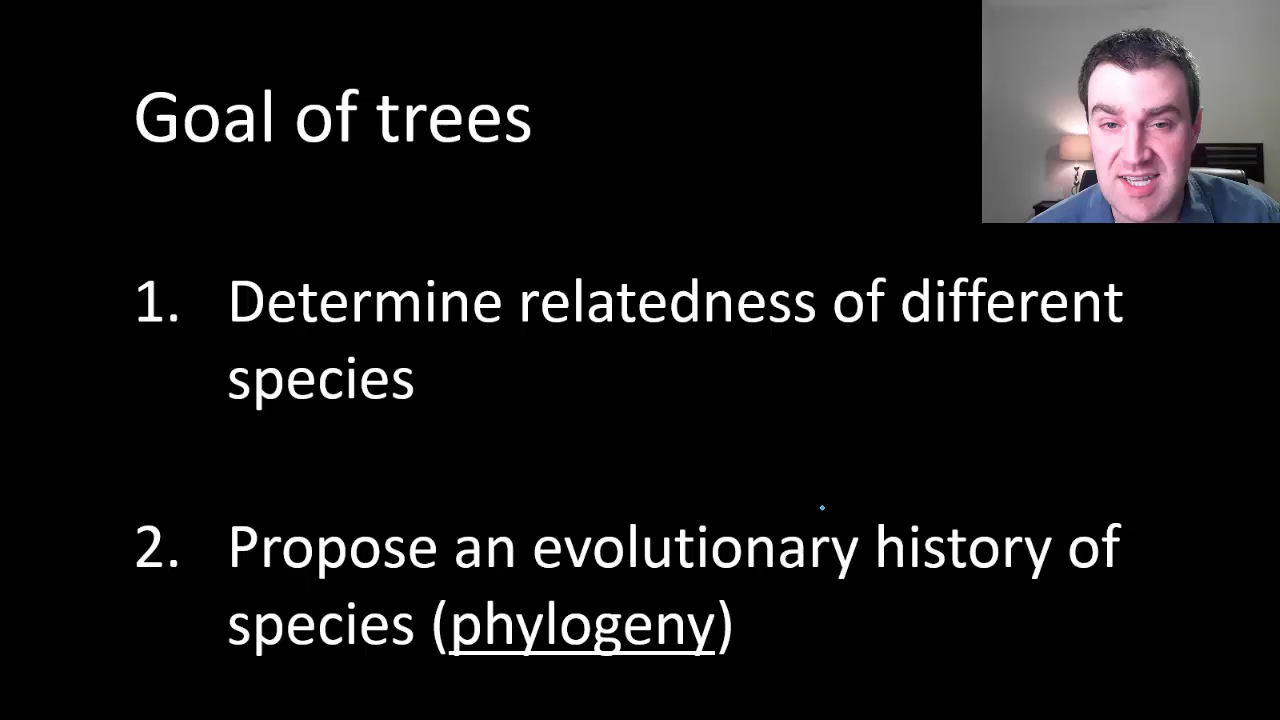 Goal of trees
1. Determine relatedness of different
species
2. Propose an evolutionary history of
species (phylogeny)